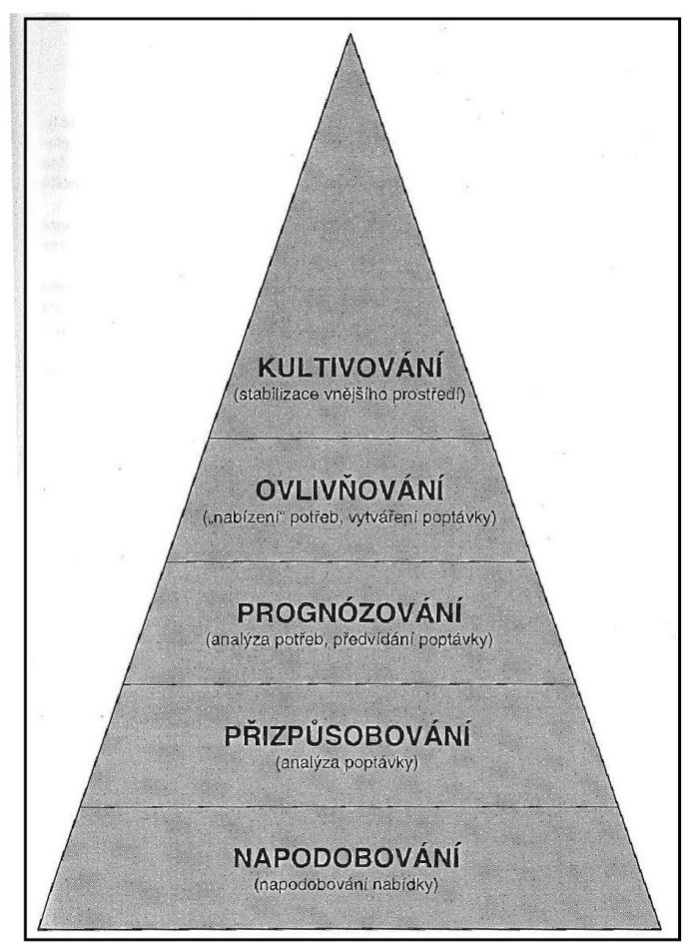 KULTIVOVÁNÍ
(stabilizace vnějšího prostředí)
OVLIVŇOVÁNÍ
(„nabízení“ potřeb, vytváření poptávky)
PROGNÓZOVÁNÍ
(analýza potřeb, předvídání poptávky)
PŘIZPŮSOBOVÁNÍ
(analýza poptávky)
NAPODOBOVÁNÍ
(napodobování nabídky)